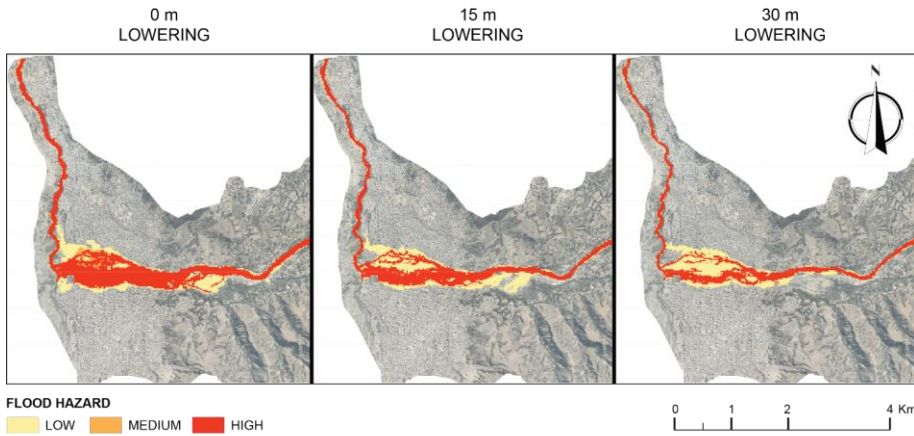 0 m
LOWERING
15 m
LOWERING
30 m
LOWERING
N
FLOOD HAZARD
LOW MEDIUM HIGH
0 1 2 4 Km